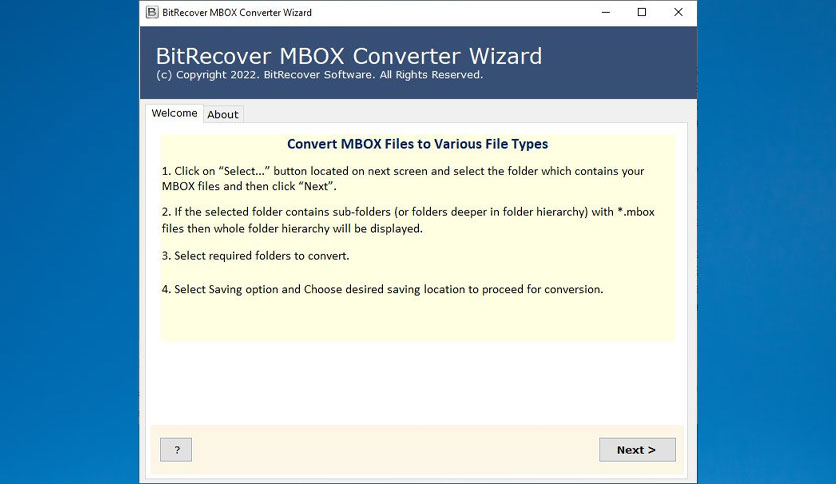 BitRecover MBOX Converter Wizard
BitRecover MBOX Converter Wizard
(c) Copyright 2022. BitRecover Software. All Rights Reserved.
Welcome
About
Convert MBOX Files to Various File Types
1. Click on “Select...” button located on next screen and select the folder which contains your
MBOX files and then click “Next”.
2. If the selected folder contains sub-folders (or folders deeper in folder hierarchy) with *.mbox
files then whole folder hierarchy will be displayed.
3. Select required folders to convert.
4. Select Saving option and Choose desired saving location to proceed for conversion.
?
Next >